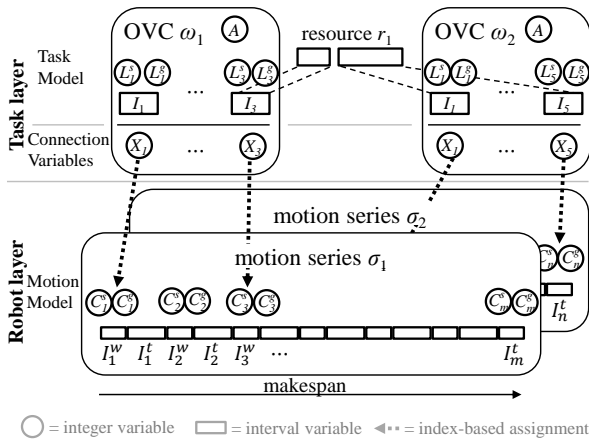 OVC ω₁ A resource r₁ OVC ω₂ A
Task layer
Task Model
L₁ˢ L₁ᵍ ... L₃ˢ L₃ᵍ L₁ˢ L₁ᵍ ... L₅ˢ L₅ᵍ
I₁ I₃ I₁ I₅
Connection Variables
X₁ ... X₃ X₁ ... X₅
Robot layer
motion series σ₂
motion series σ₁
Motion Model
Cₙˢ Cₙᵍ
C₁ˢ C₁ᵍ C₂ˢ C₂ᵍ C₃ˢ C₃ᵍ Cₘˢ Cₘᵍ
Iₙᵗ
I₁ʷ I₁ᵗ I₂ʷ I₂ᵗ I₃ʷ ... Iₘᵗ
makespan
= integer variable = interval variable = index-based assignment